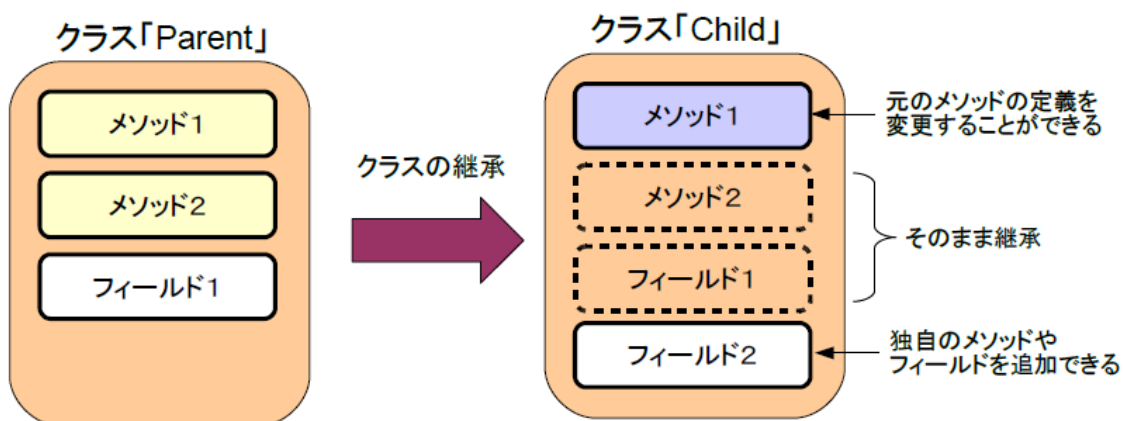 クラス「Parent」
メソッド1
メソッド2
フィールド1
クラスの継承
クラス「Child」
メソッド1
メソッド2
フィールド1
フィールド2
元のメソッドの定義を
変更することができる
そのまま継承
独自のメソッドや
フィールドを追加できる